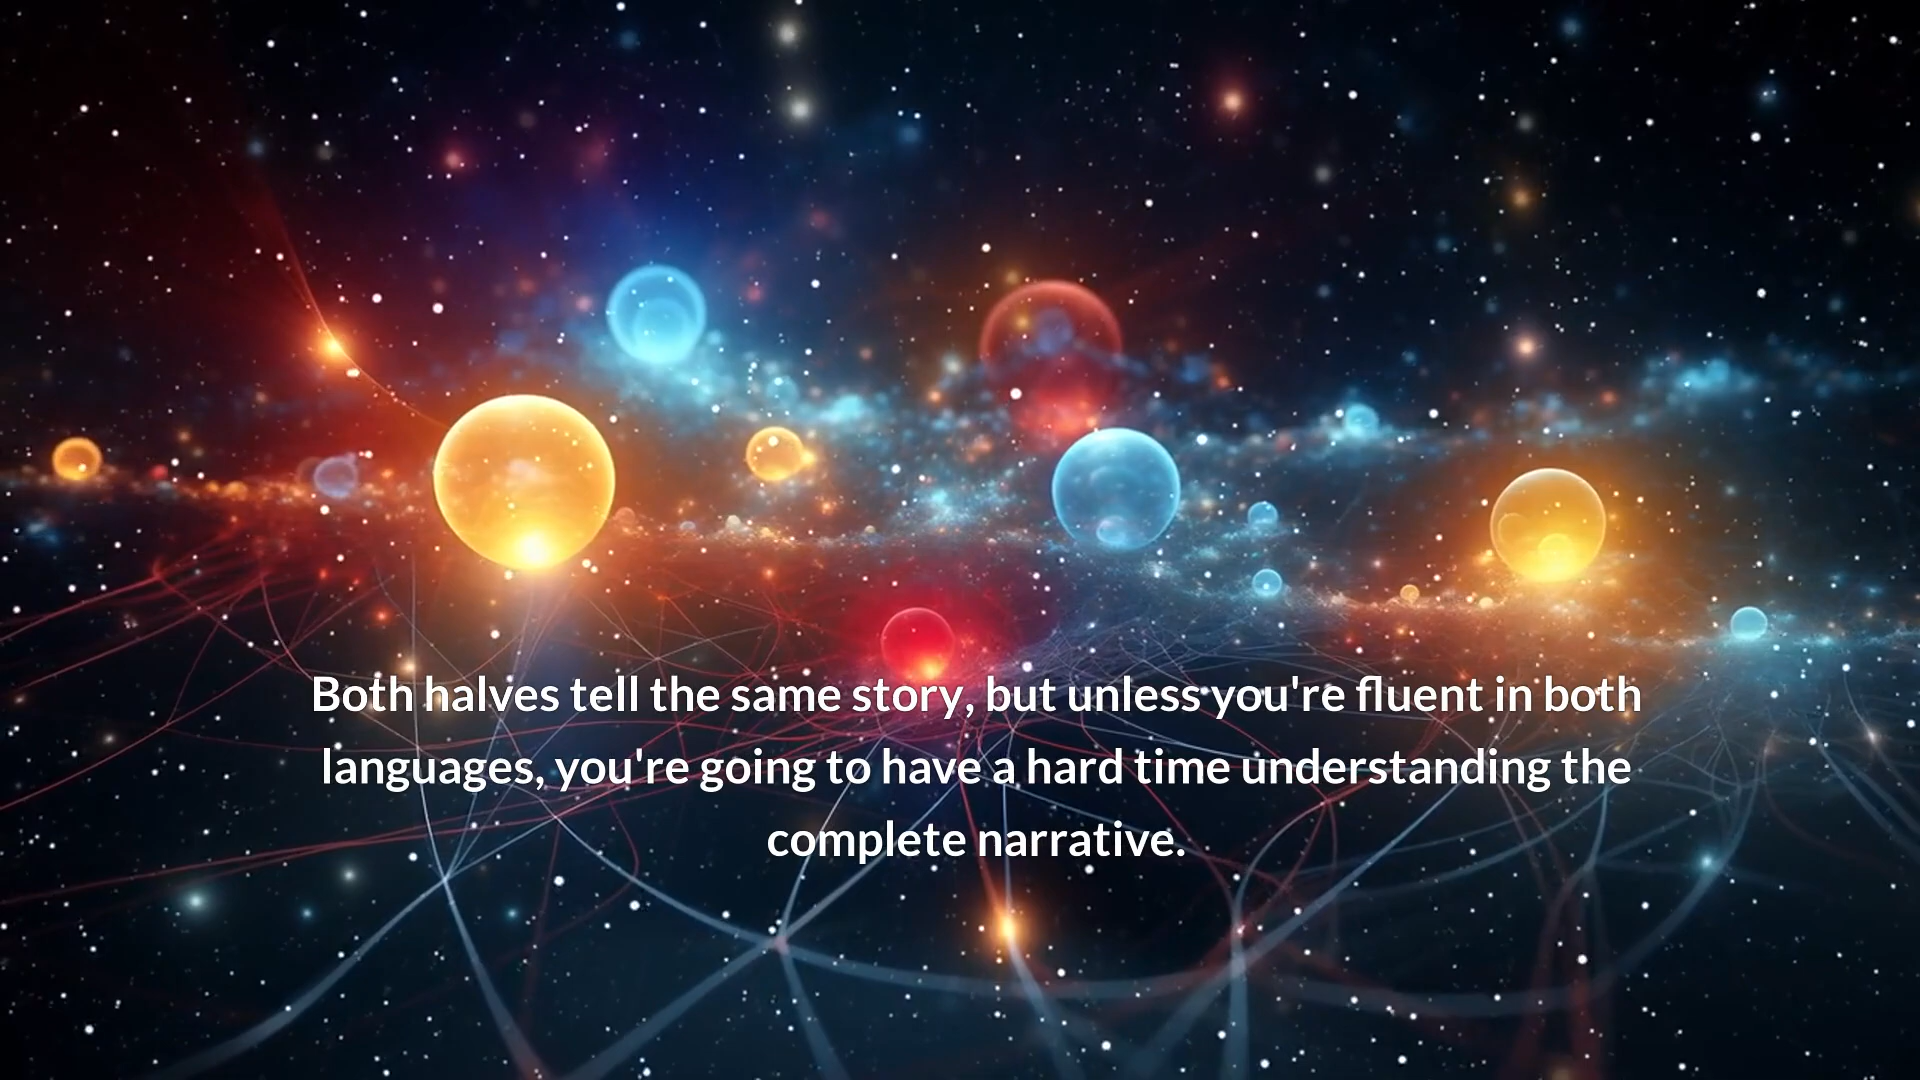 Both halves tell the same story, but unless you're fluent in both
languages, you're going to have a hard time understanding the
complete narrative.